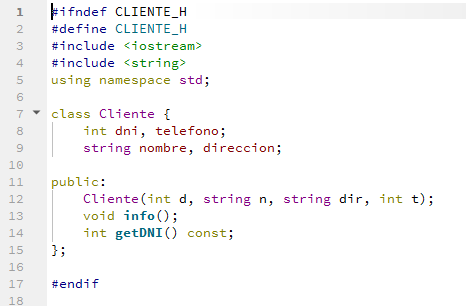 1 #ifndef CLIENTE_H
2 #define CLIENTE_H
3 #include <iostream>
4 #include <string>
5 using namespace std;
6
7 class Cliente {
8     int dni, telefono;
9     string nombre, direccion;
10
11 public:
12     Cliente(int d, string n, string dir, int t);
13     void info();
14     int getDNI() const;
15 };
16
17 #endif
18